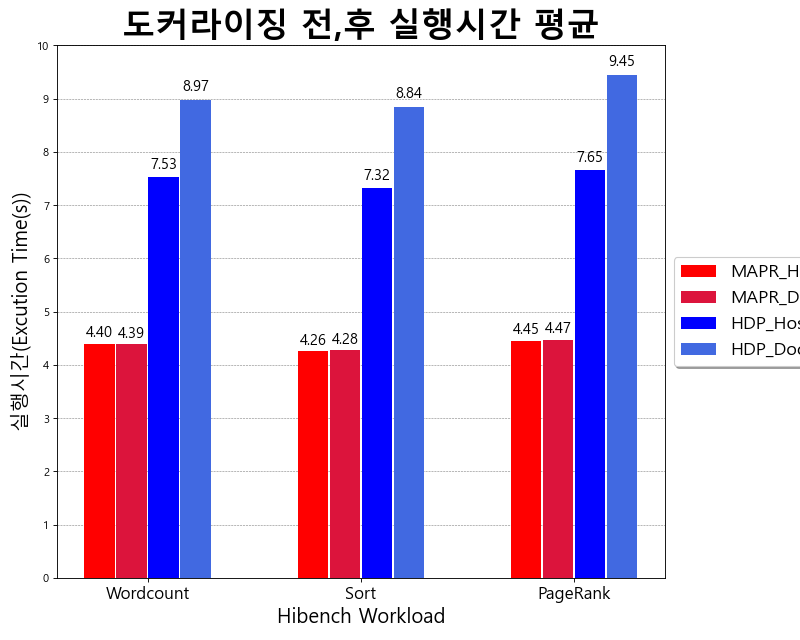 도커라이징 전,후 실행시간 평균
실행시간(Excution Time(s))
10
9
8
7
6
5
4
3
2
1
0
4.40
4.39
7.53
8.97
4.26
4.28
7.32
8.84
4.45
4.47
7.65
9.45
Wordcount
Sort
PageRank
Hibench Workload
MAPR_H
MAPR_D
HDP_Hos
HDP_Doc